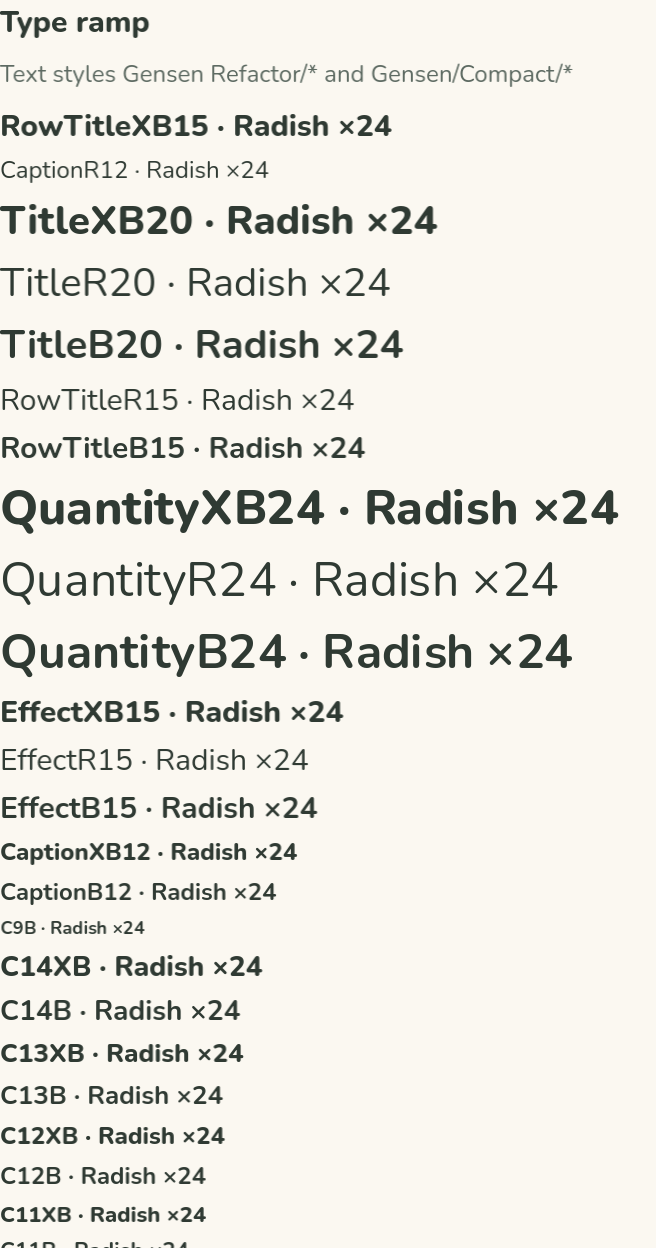 Type ramp
Text styles Gensen Refactor/* and Gensen/Compact/*
RowTitleXB15 · Radish ×24
CaptionR12 · Radish ×24
TitleXB20 · Radish ×24
TitleR20 · Radish ×24
TitleB20 · Radish ×24
RowTitleR15 · Radish ×24
RowTitleB15 · Radish ×24
QuantityXB24 · Radish ×24
QuantityR24 · Radish ×24
QuantityB24 · Radish ×24
EffectXB15 · Radish ×24
EffectR15 · Radish ×24
EffectB15 · Radish ×24
CaptionXB12 · Radish ×24
CaptionB12 · Radish ×24
C9B · Radish ×24
C14XB · Radish ×24
C14B · Radish ×24
C13XB · Radish ×24
C13B · Radish ×24
C12XB · Radish ×24
C12B · Radish ×24
C11XB · Radish ×24
C11B · Radish ×24